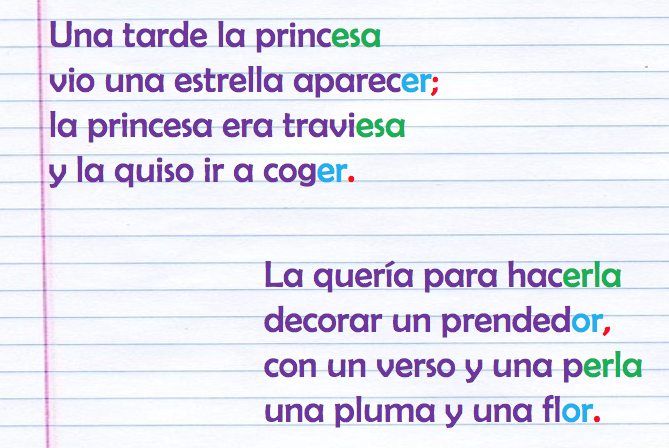 Una tarde la princesa
vio una estrella aparecer;
la princesa era traviesa
y la quiso ir a coger.
La quería para hacerla
decorar un prendedor,
con un verso y una perla
una pluma y una flor.